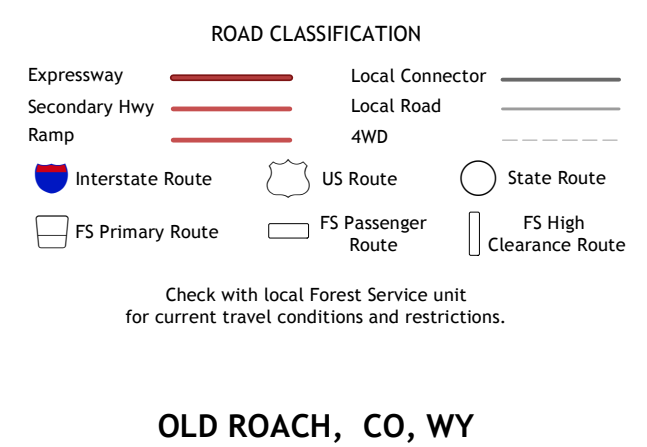 ROAD CLASSIFICATION
Expressway
Local Connector
Secondary Hwy
Local Road
Ramp
4WD
Interstate Route
US Route
State Route
FS Primary Route
FS Passenger
Route
FS High
Clearance Route
Check with local Forest Service unit
for current travel conditions and restrictions.
OLD ROACH, CO, WY